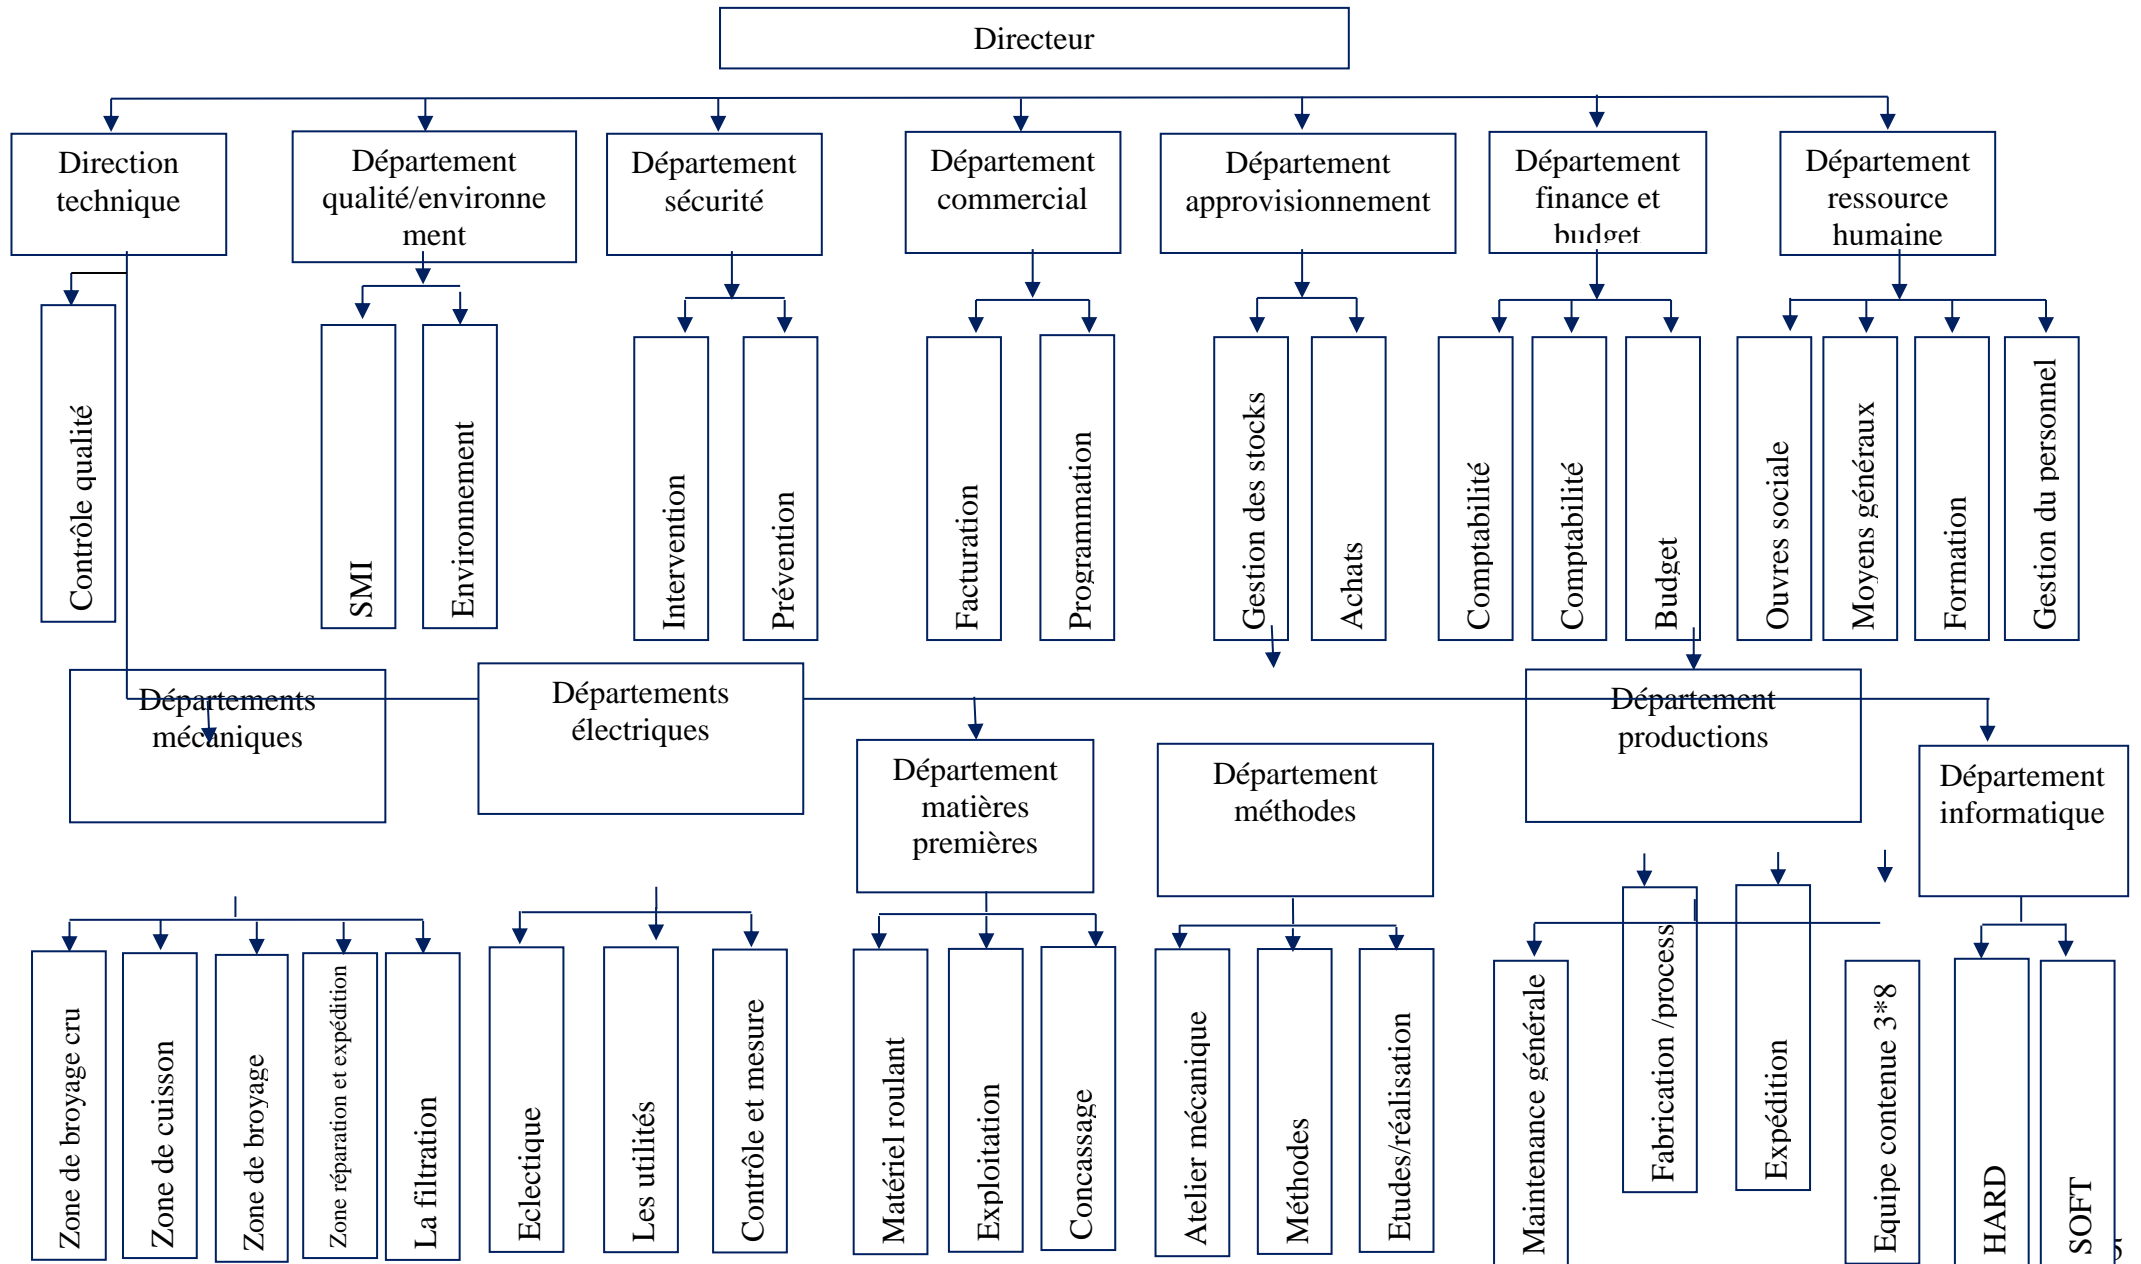 Directeur
Direction
technique
Département
qualité/environne
ment
Département
sécurité
Département
commercial
Département
approvisionnement
Département
finance et
budget
Département
ressource
humaine
Contrôle qualité
SMI
Environnement
Intervention
Prévention
Facturation
Programmation
Gestion des stocks
Achats
Comptabilité
Comptabilité
Budget
Ouvres sociale
Moyens généraux
Formation
Gestion du personnel
Départements
mécaniques
Départements
électriques
Département
matières
premières
Département
méthodes
Département
productions
Département
informatique
Zone de broyage cru
Zone de cuisson
Zone de broyage
Zone réparation et expédition
La filtration
Eclectique
Les utilités
Contrôle et mesure
Matériel roulant
Exploitation
Concassage
Atelier mécanique
Méthodes
Etudes/réalisation
Maintenance générale
Fabrication /process
Expédition
Equipe contenue 3*8
HARD
SOFT